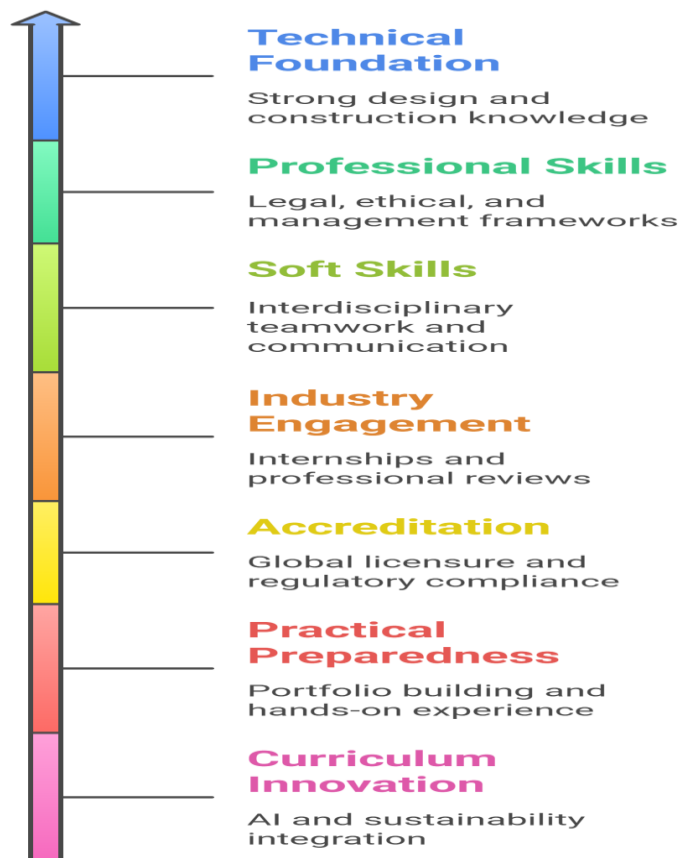 Technical
Foundation
Strong design and
construction knowledge
Professional Skills
Legal, ethical, and
management frameworks
Soft Skills
Interdisciplinary
teamwork and
communication
Industry
Engagement
Internships and
professional reviews
Accreditation
Global licensure and
regulatory compliance
Practical
Preparedness
Portfolio building and
hands-on experience
Curriculum
Innovation
AI and sustainability
integration